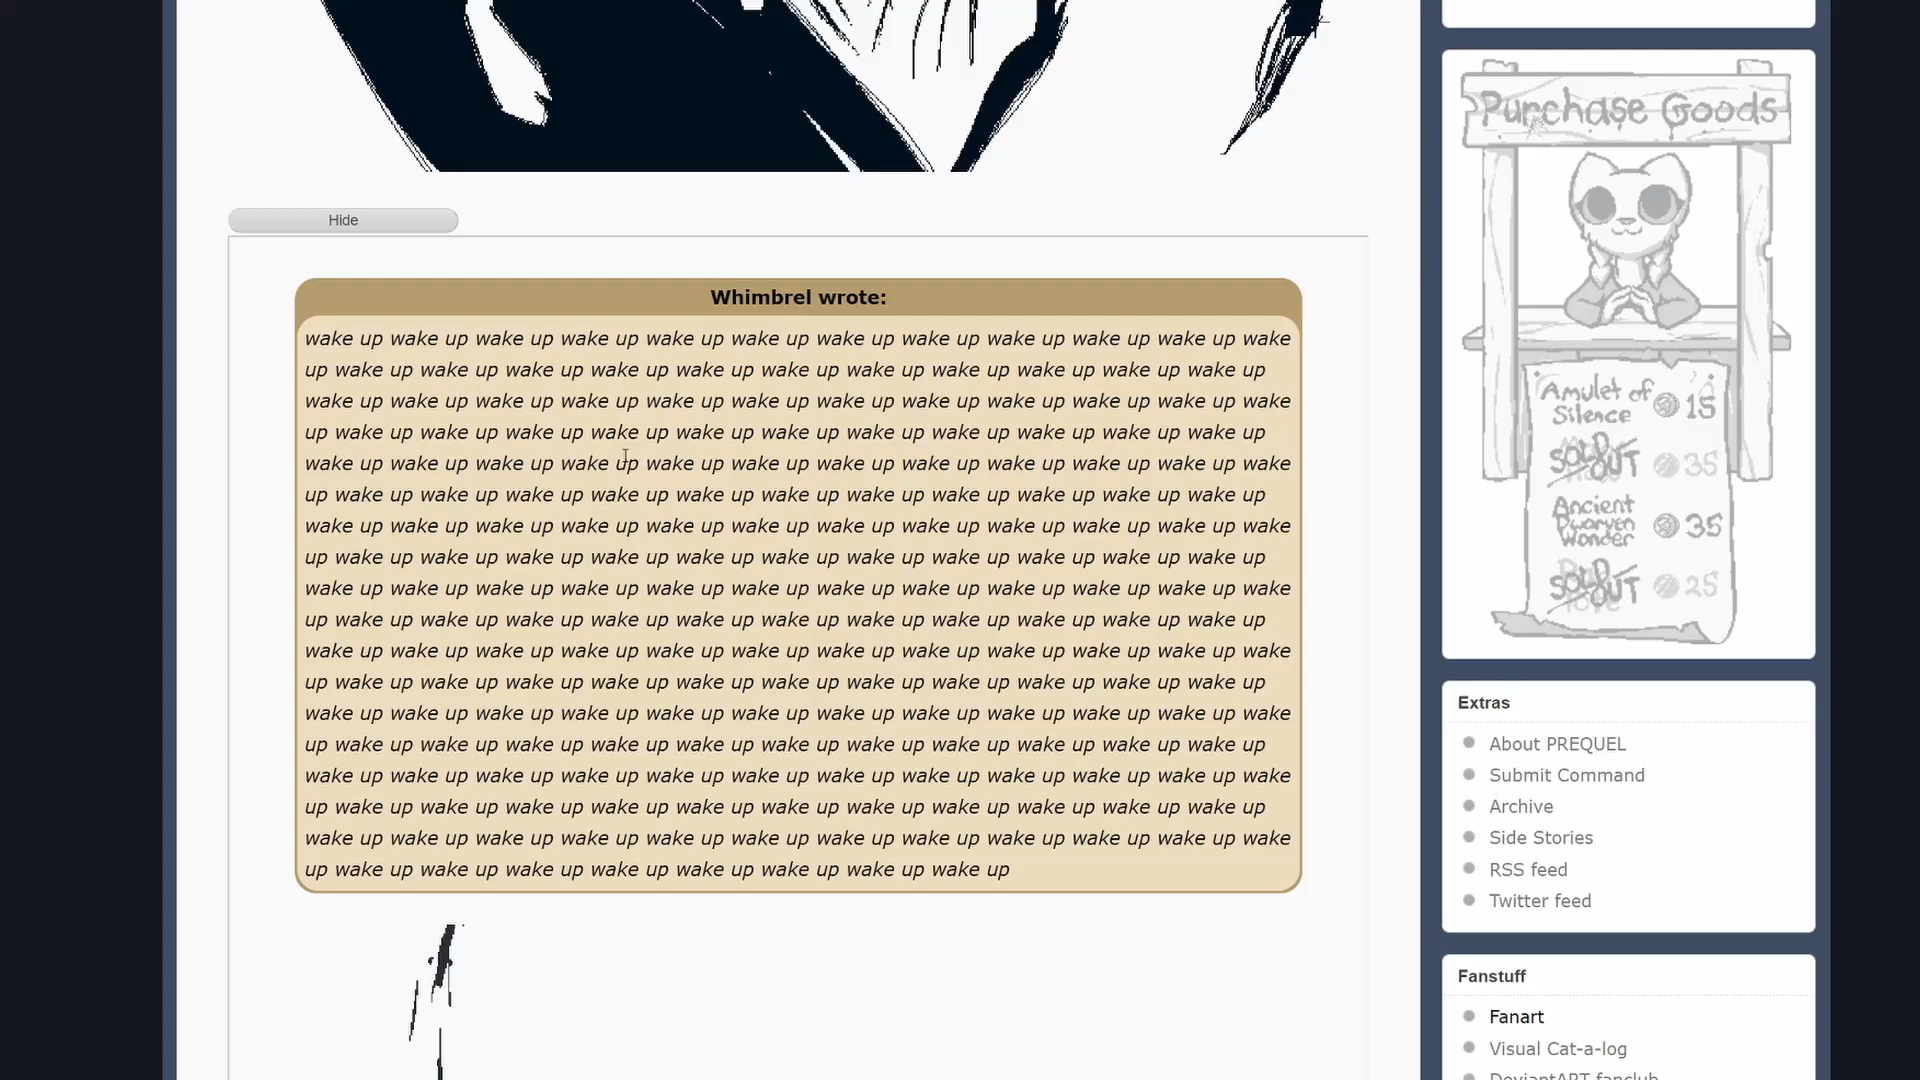 Purchase Goods
Hide
Whimbrel wrote:
wake up wake up wake up wake up wake up wake up wake up wake up wake up wake up wake up wake
up wake up wake up wake up wake up wake up wake up wake up wake up wake up wake up wake up
wake up wake up wake up wake up wake up wake up wake up wake up wake up wake up wake up wake
up wake up wake up wake up wake up wake up wake up wake up wake up wake up wake up wake up
wake up wake up wake up wake up wake up wake up wake up wake up wake up wake up wake up wake
up wake up wake up wake up wake up wake up wake up wake up wake up wake up wake up wake up
wake up wake up wake up wake up wake up wake up wake up wake up wake up wake up wake up wake
up wake up wake up wake up wake up wake up wake up wake up wake up wake up wake up wake up
wake up wake up wake up wake up wake up wake up wake up wake up wake up wake up wake up wake
up wake up wake up wake up wake up wake up wake up wake up wake up wake up wake up wake up
wake up wake up wake up wake up wake up wake up wake up wake up wake up wake up wake up wake
up wake up wake up wake up wake up wake up wake up wake up wake up wake up wake up wake up
wake up wake up wake up wake up wake up wake up wake up wake up wake up wake up wake up wake
up wake up wake up wake up wake up wake up wake up wake up wake up wake up wake up wake up
wake up wake up wake up wake up wake up wake up wake up wake up wake up wake up wake up wake
up wake up wake up wake up wake up wake up wake up wake up wake up wake up wake up wake up
wake up wake up wake up wake up wake up wake up wake up wake up wake up wake up wake up wake
up wake up wake up wake up wake up wake up wake up wake up wake up
Amulet of
Silence 15
SOLD
OUT 35
Ancient
Dwarven
Wonder 35
SOLD
OUT 25
Extras
About PREQUEL
Submit Command
Archive
Side Stories
RSS feed
Twitter feed
Fanstuff
Fanart
Visual Cat-a-log
DeviantART fanclub